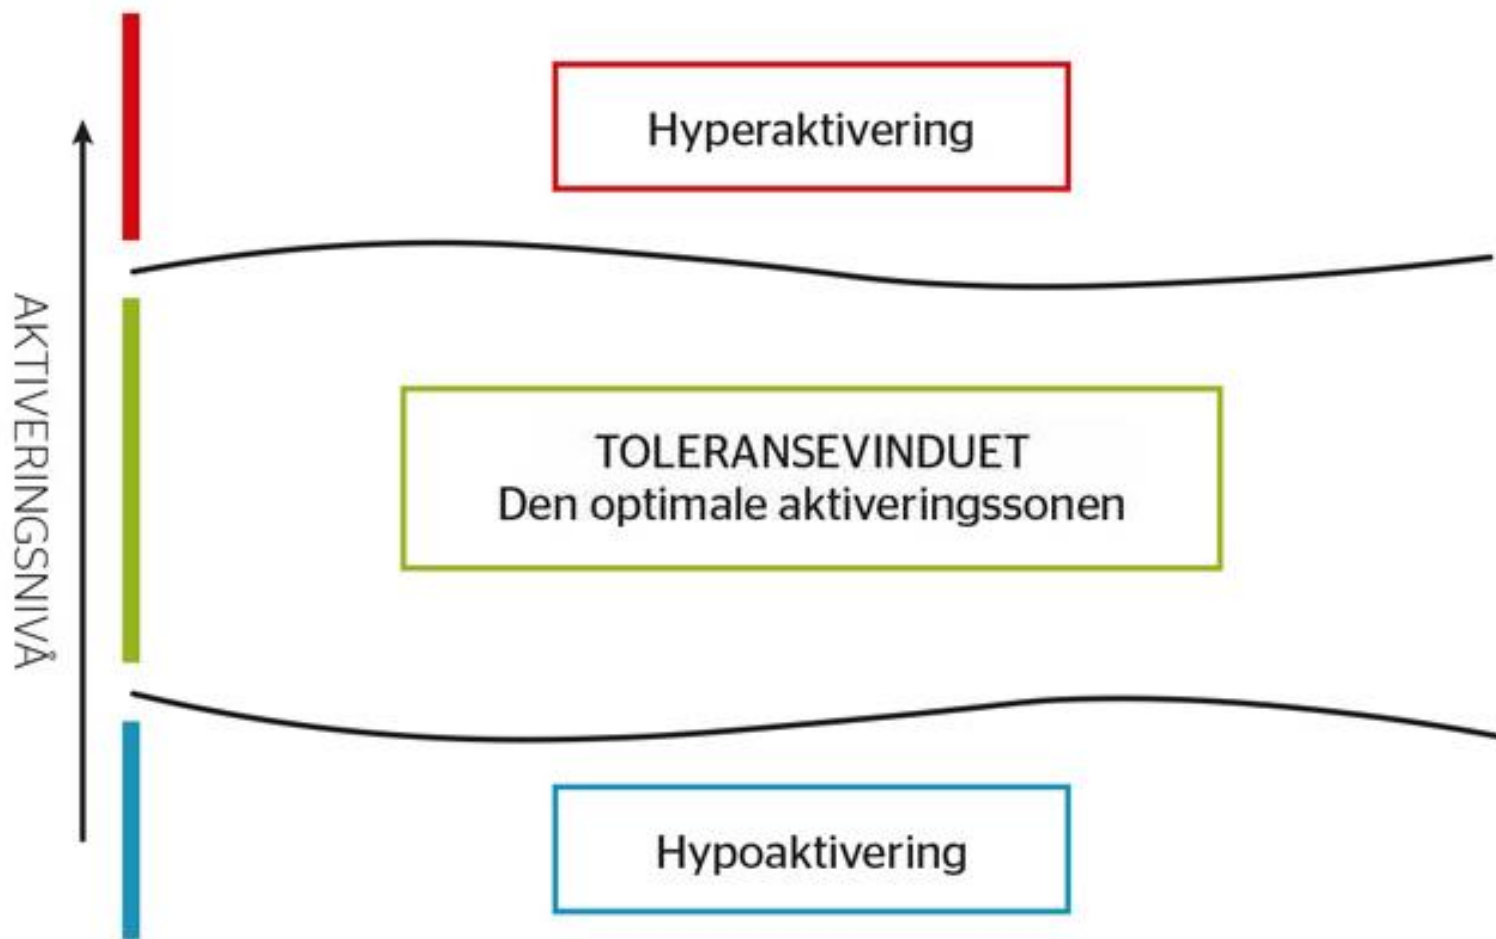 Hyperaktivering
AKTIVERINGSNIVÅ
TOLERANSEVINDUET
Den optimale aktiveringssonen
Hypoaktivering